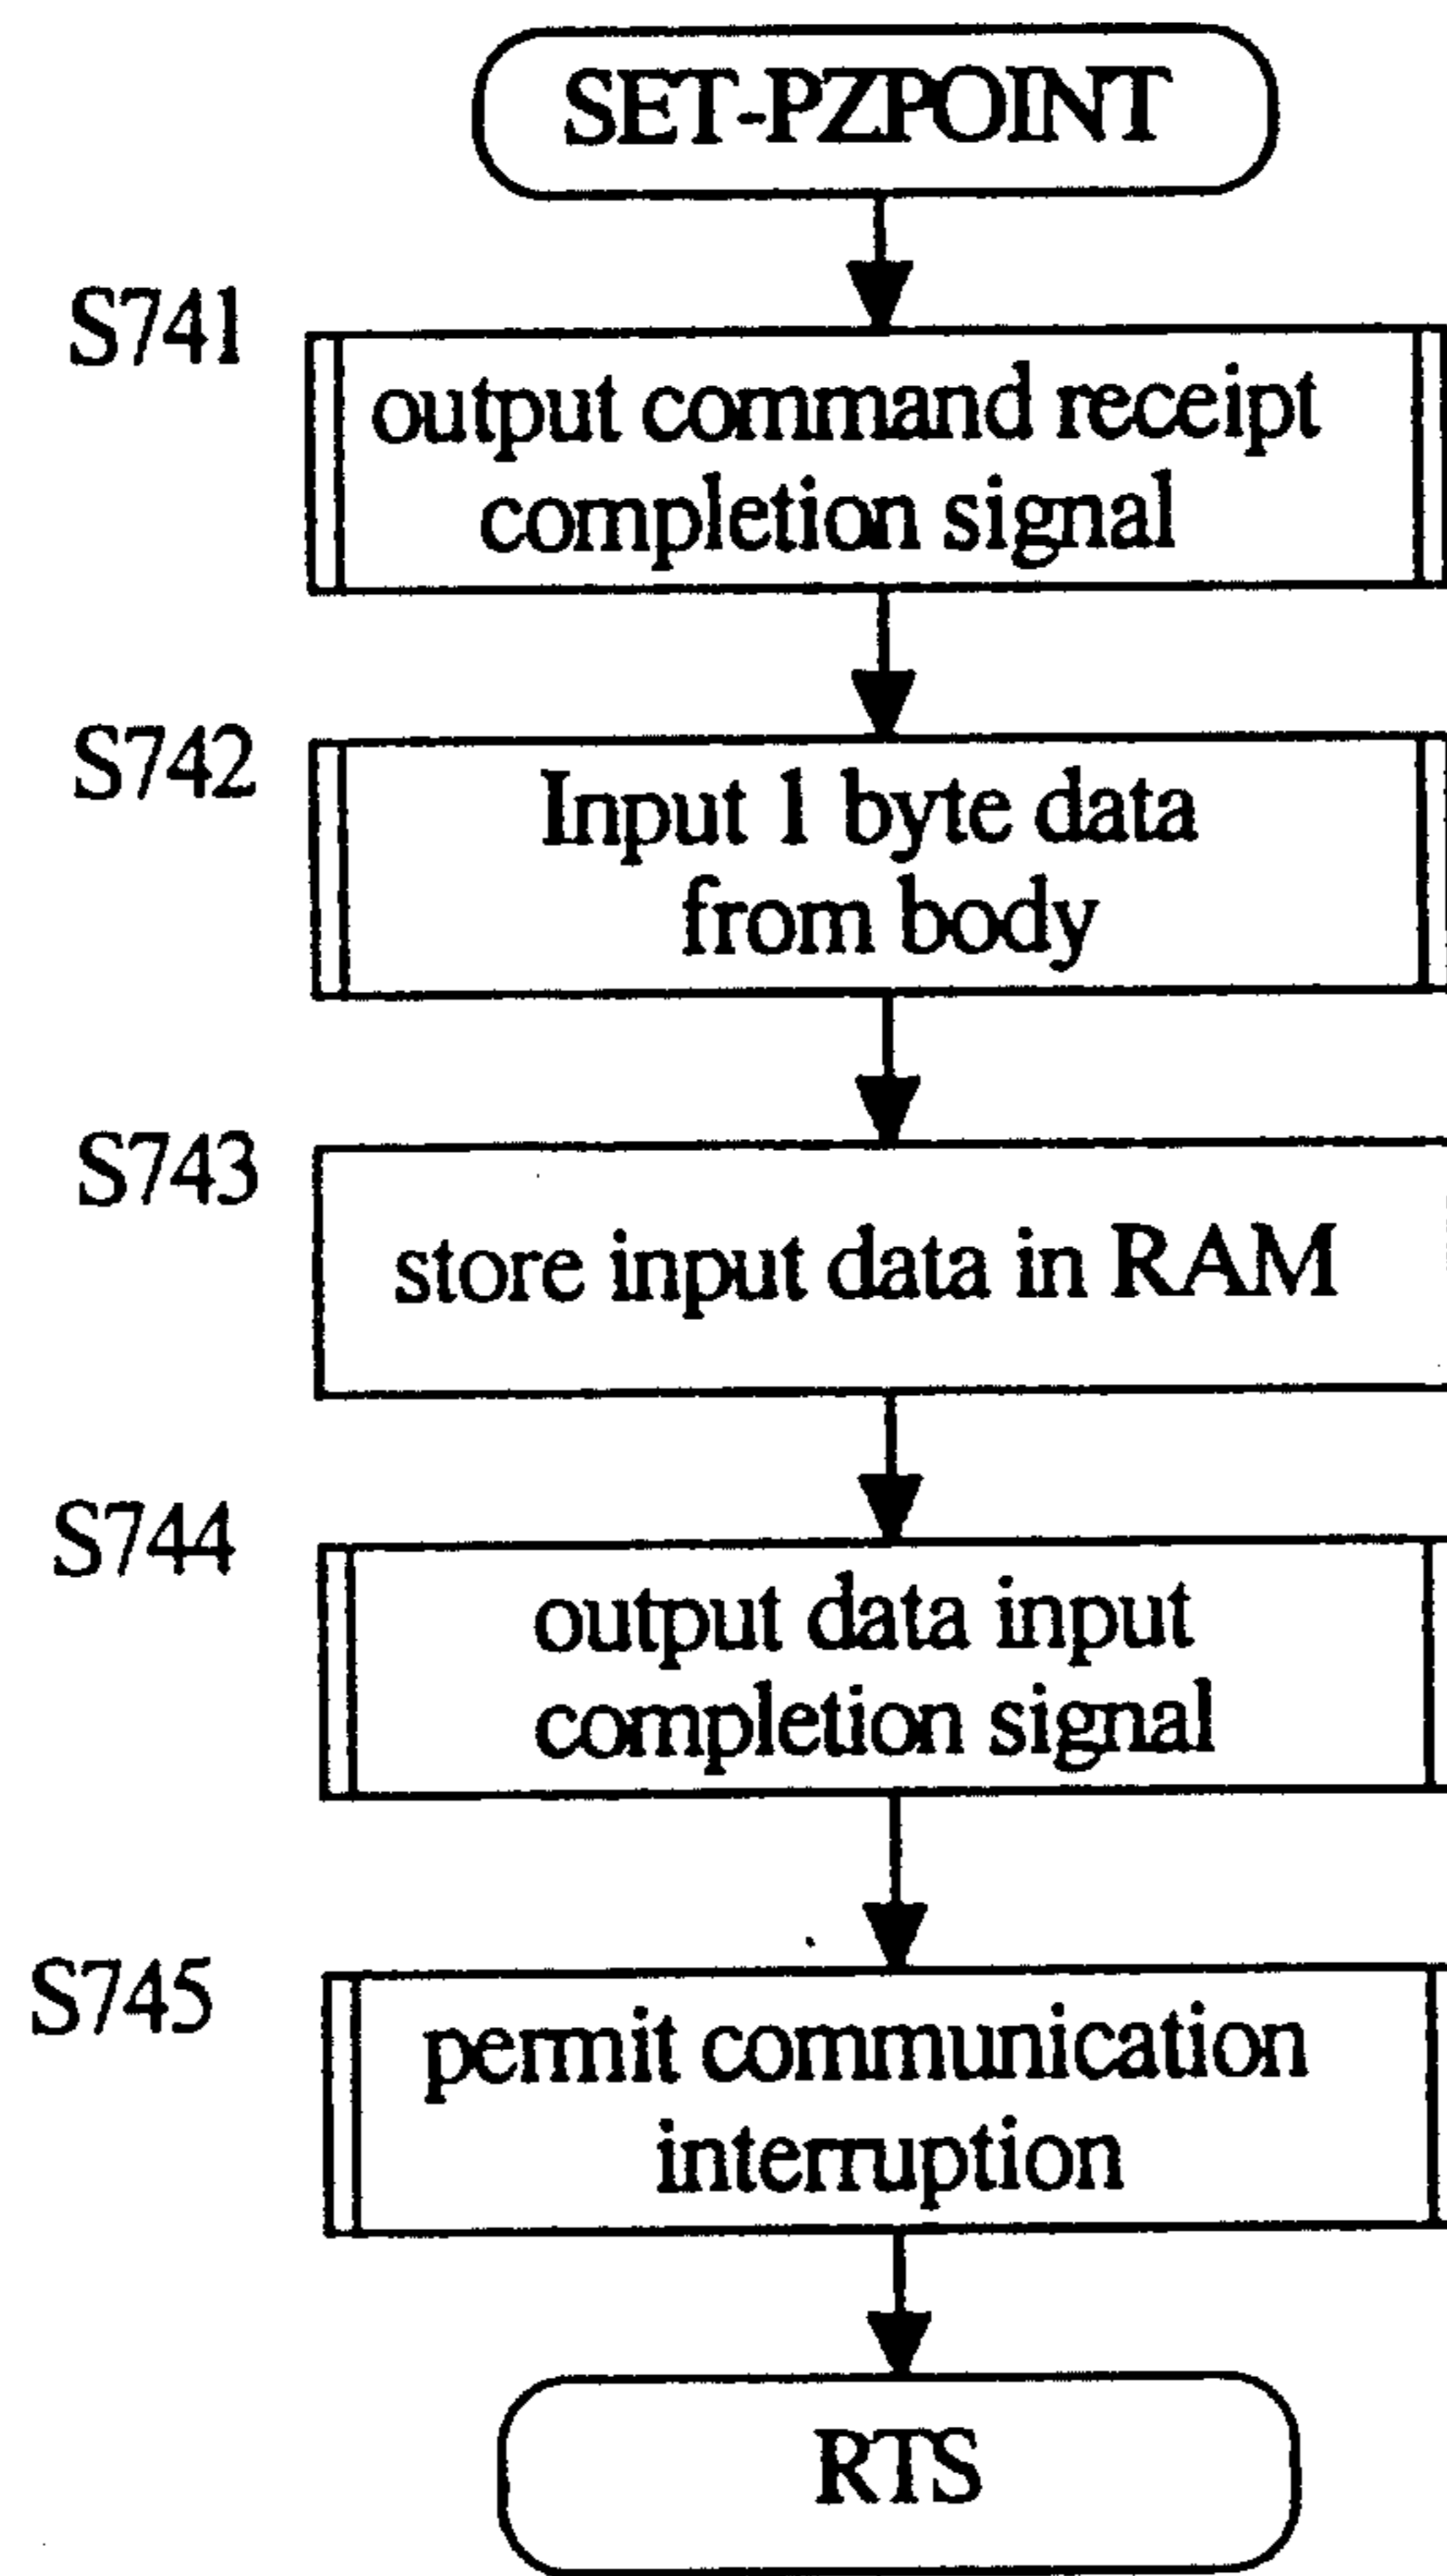 SET-PZPOINT
S741
output command receipt
completion signal
S742
Input 1 byte data
from body
S743
store input data in RAM
S744
output data input
completion signal
S745
permit communication
interruption
RTS